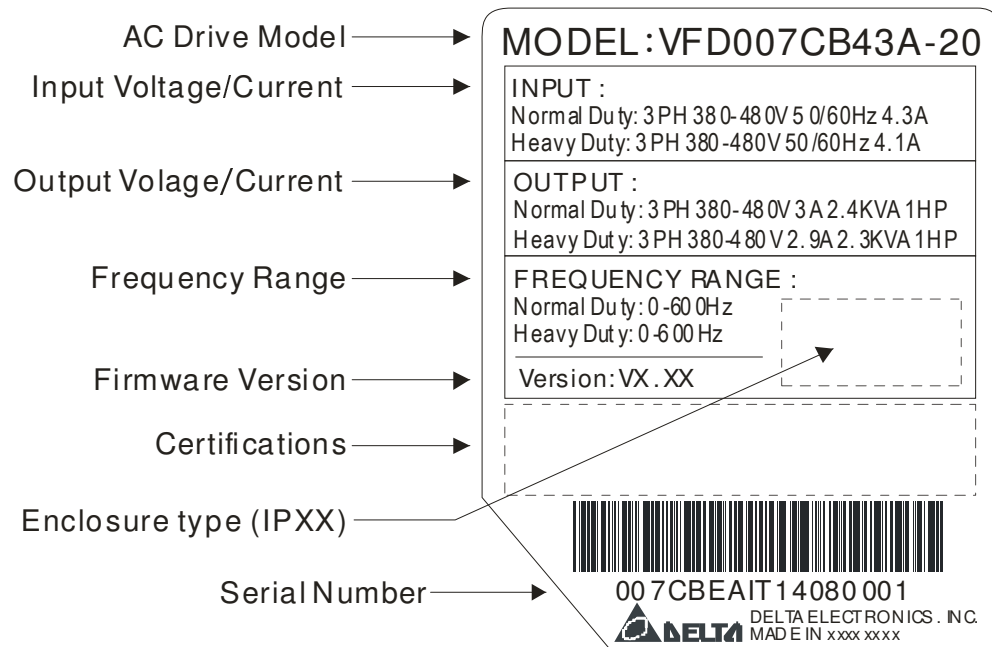 AC Drive Model
Input Voltage/Current
Output Volage/Current
Frequency Range
Firmware Version
Certifications
Enclosure type (IPXX)
Serial Number
MODEL:VFD007CB43A-20
INPUT :
Normal Duty: 3PH 380-480V 50/60Hz 4.3A
Heavy Duty: 3PH 380-480V 50/60Hz 4.1A
OUTPUT :
Normal Duty: 3PH 380-480V 3A 2.4KVA 1HP
Heavy Duty: 3PH 380-480V 2.9A 2.3KVA 1HP
FREQUENCY RANGE :
Normal Duty: 0-600Hz
Heavy Duty: 0-600Hz
Version: VX.XX
007CBEAIT14080001
DELTA
DELTA ELECTRONICS. INC.
MADE IN xxxx xxxx